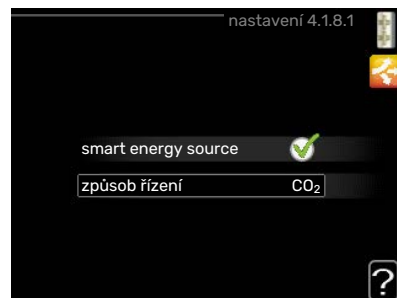 nastavení 4.1.8.1
smart energy source
způsob řízení CO₂
?